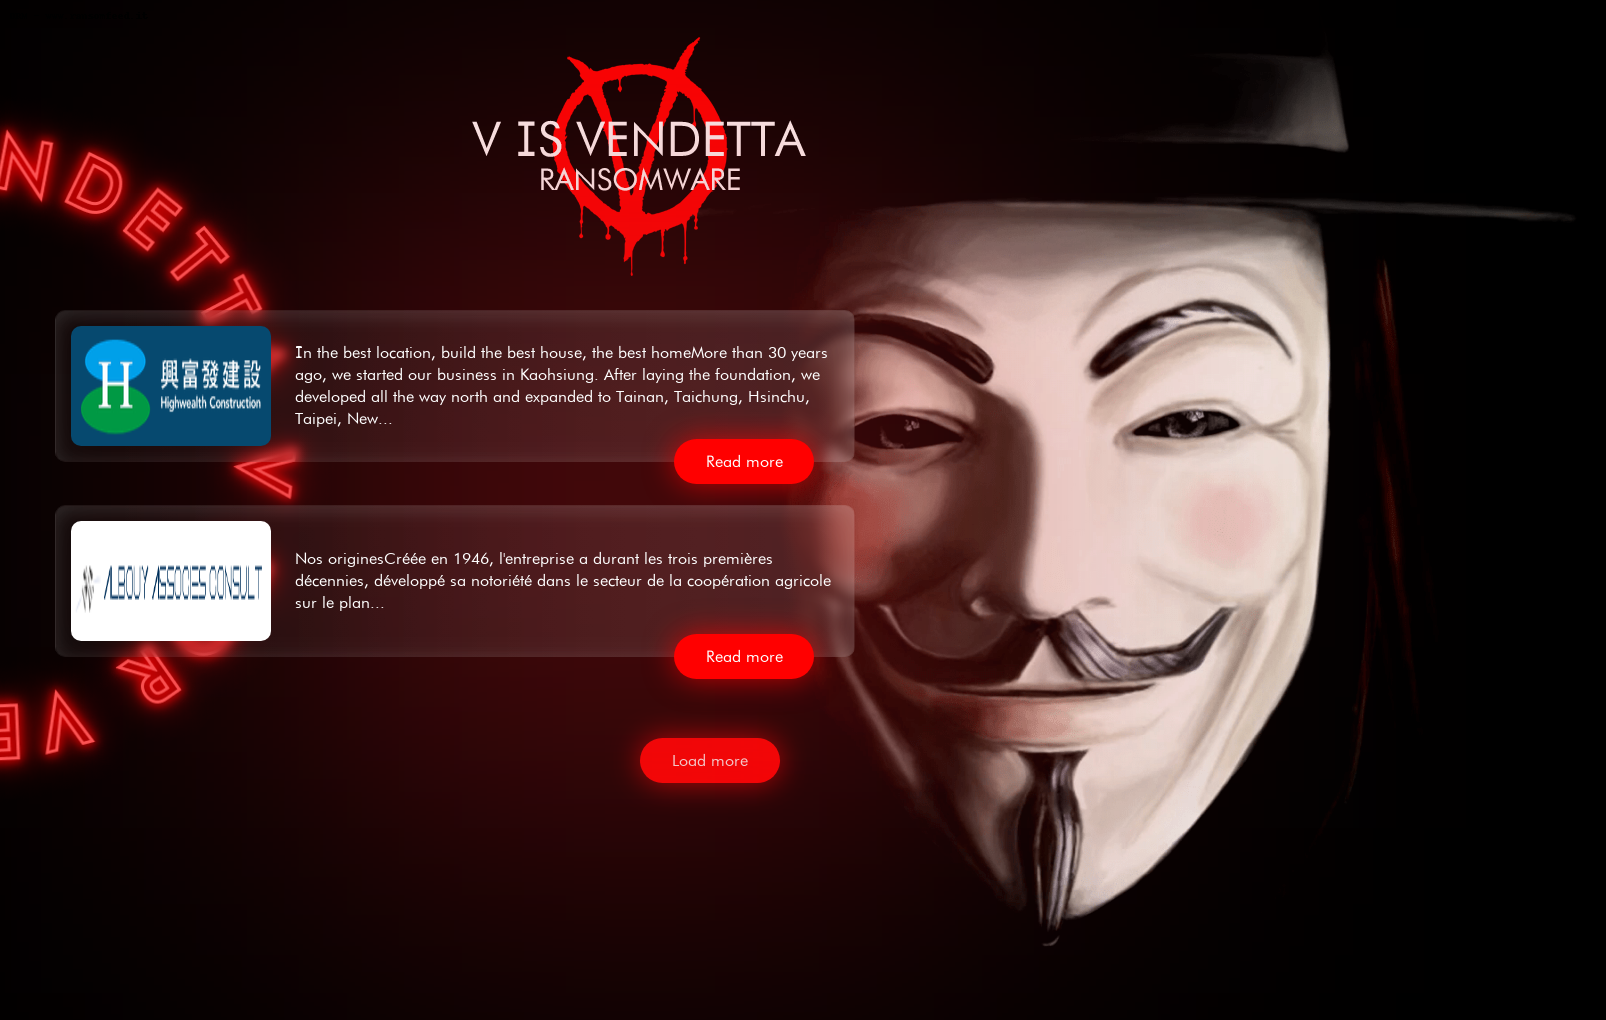 V IS VENDETTA
RANSOMWARE
NDETTA
V
R
VE
興富發建設
H
Highwealth Construction
In the best location, build the best house, the best homeMore than 30 years
ago, we started our business in Kaohsiung. After laying the foundation, we
developed all the way north and expanded to Tainan, Taichung, Hsinchu,
Taipei, New...
Read more
ALBOUY ASSOCIES CONSULT
Nos originesCréée en 1946, l'entreprise a durant les trois premières
décennies, développé sa notoriété dans le secteur de la coopération agricole
sur le plan...
Read more
Load more